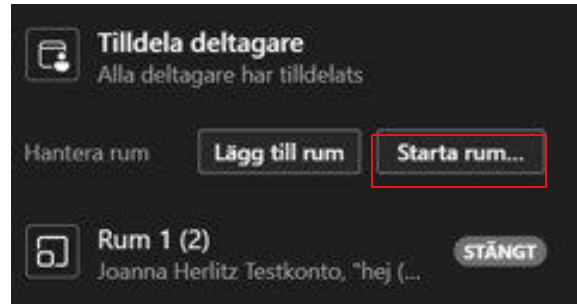 Tilldela deltagare
Alla deltagare har tilldelats
Hantera rum Lägg till rum Starta rum...
Rum 1 (2) STÄNGT
Joanna Herlitz Testkonto, "hej (...